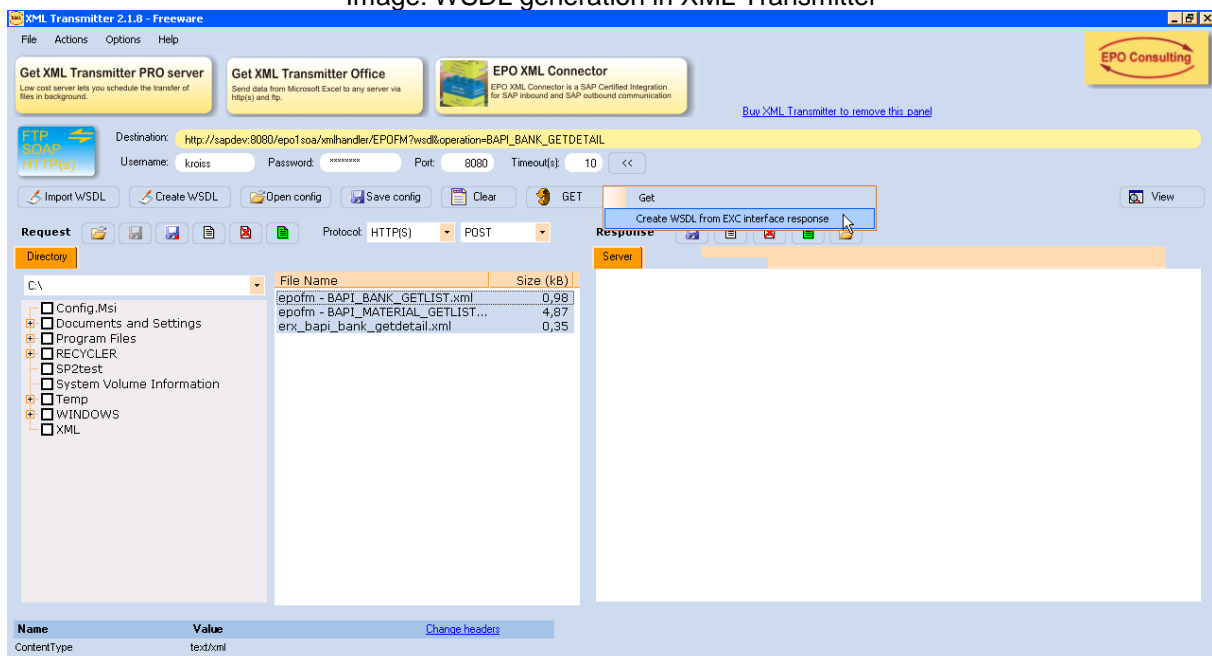 Image: WSDL generation in XML Transmitter
XML Transmitter 2.1.8 - Freeware
File Actions Options Help
Get XML Transmitter PRO server
Low cost server lets you schedule the transfer of
files in background.
Get XML Transmitter Office
Send data from Microsoft Excel to any server via
http(s) and ftp.
EPO XML Connector
EPO XML Connector is a SAP Certified Integration
for SAP inbound and SAP outbound communication
Buy XML Transmitter to remove this panel
EPO Consulting
FTP
SOAP
HTTP(s)
Destination: http://sapdev:8080/epo1soa/xmlhandler/EPOFM?wsdl&operation=BAPI_BANK_GETDETAIL
Username: kroiss Password: ******** Port: 8080 Timeout(s): 10 <<
Import WSDL Create WSDL Open config Save config Clear GET View
Get
Create WSDL from EXC interface response
Request Protocol: HTTP(S) POST Response
Directory
Server
C:\
Config.Msi
Documents and Settings
Program Files
RECYCLER
SP2test
System Volume Information
Temp
WINDOWS
XML
File Name Size (kB)
epofm - BAPI_BANK_GETLIST.xml 0,98
epofm - BAPI_MATERIAL_GETLIST... 4,87
erx_bapi_bank_getdetail.xml 0,35
Name Value Change headers
ContentType text/xml